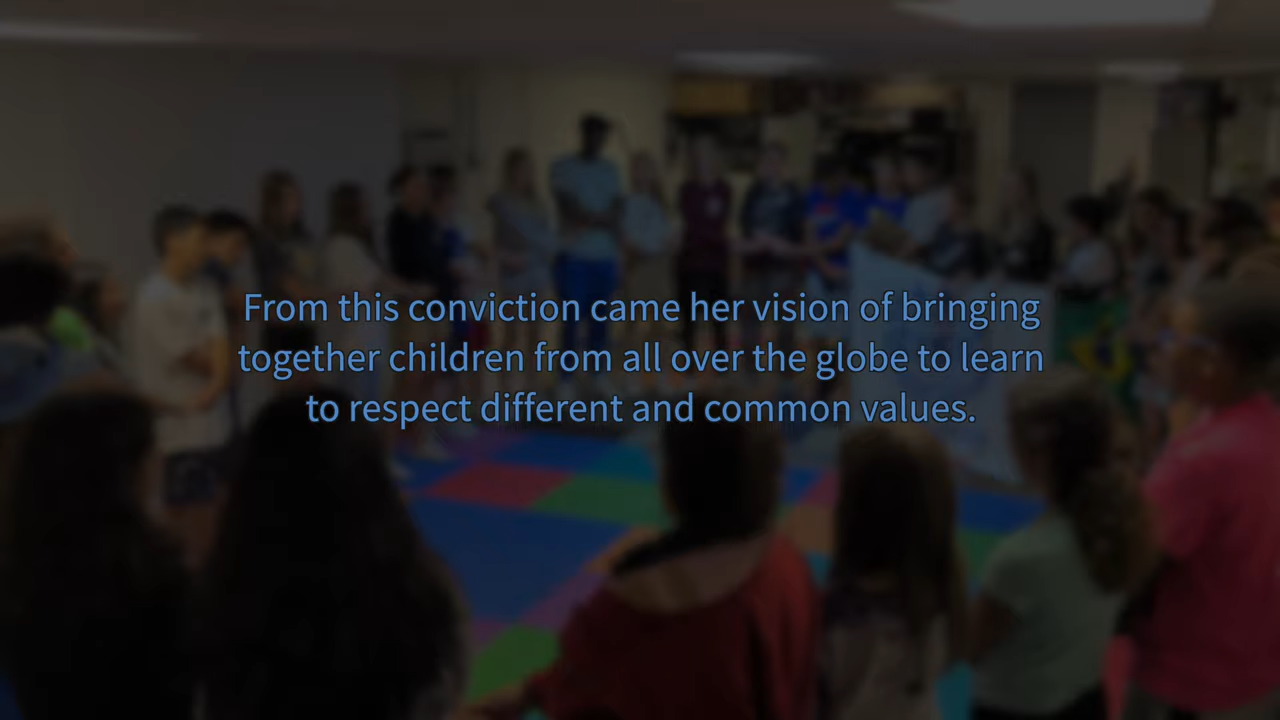 From this conviction came her vision of bringing
together children from all over the globe to learn
to respect different and common values.